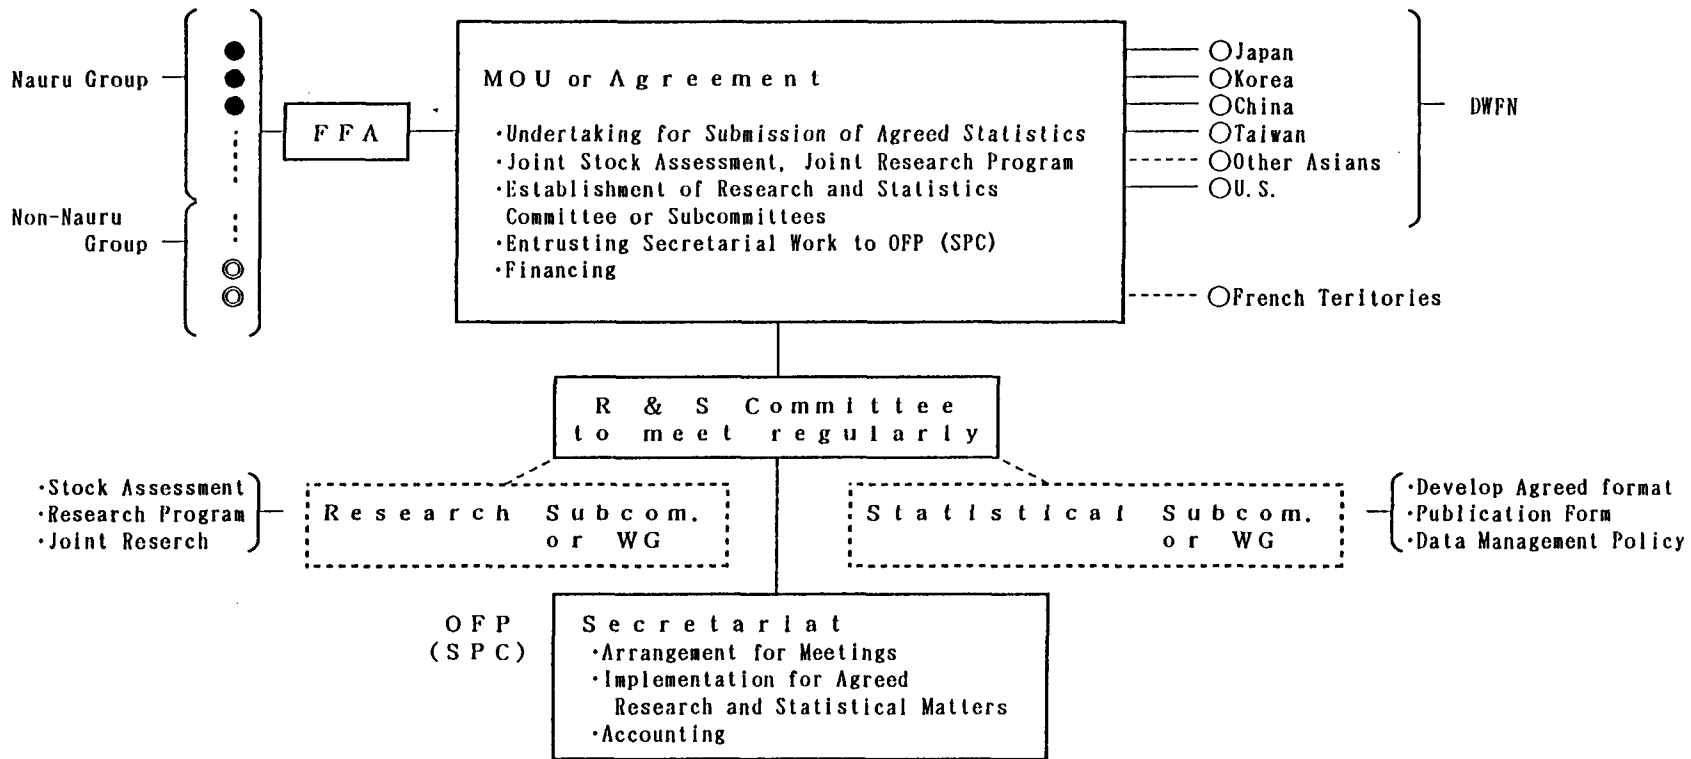 Nauru Group
Non-Nauru
Group
FFA
MOU or Agreement
・Undertaking for Submission of Agreed Statistics
・Joint Stock Assessment, Joint Research Program
・Establishment of Research and Statistics
Committee or Subcommittees
・Entrusting Secretarial Work to OFP (SPC)
・Financing
Japan
Korea
China
Taiwan
Other Asians
U.S.
DWFN
French Teritories
R & S Committee
to meet regularly
・Stock Assessment
・Research Program
・Joint Reserch
Research Subcom.
or WG
Statistical Subcom.
or WG
・Develop Agreed format
・Publication Form
・Data Management Policy
OFP
(SPC)
Secretariat
・Arrangement for Meetings
・Implementation for Agreed
Research and Statistical Matters
・Accounting